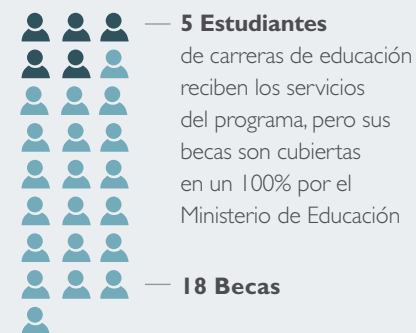 5 Estudiantes
de carreras de educación
reciben los servicios
del programa, pero sus
becas son cubiertas
en un 100% por el
Ministerio de Educación
18 Becas